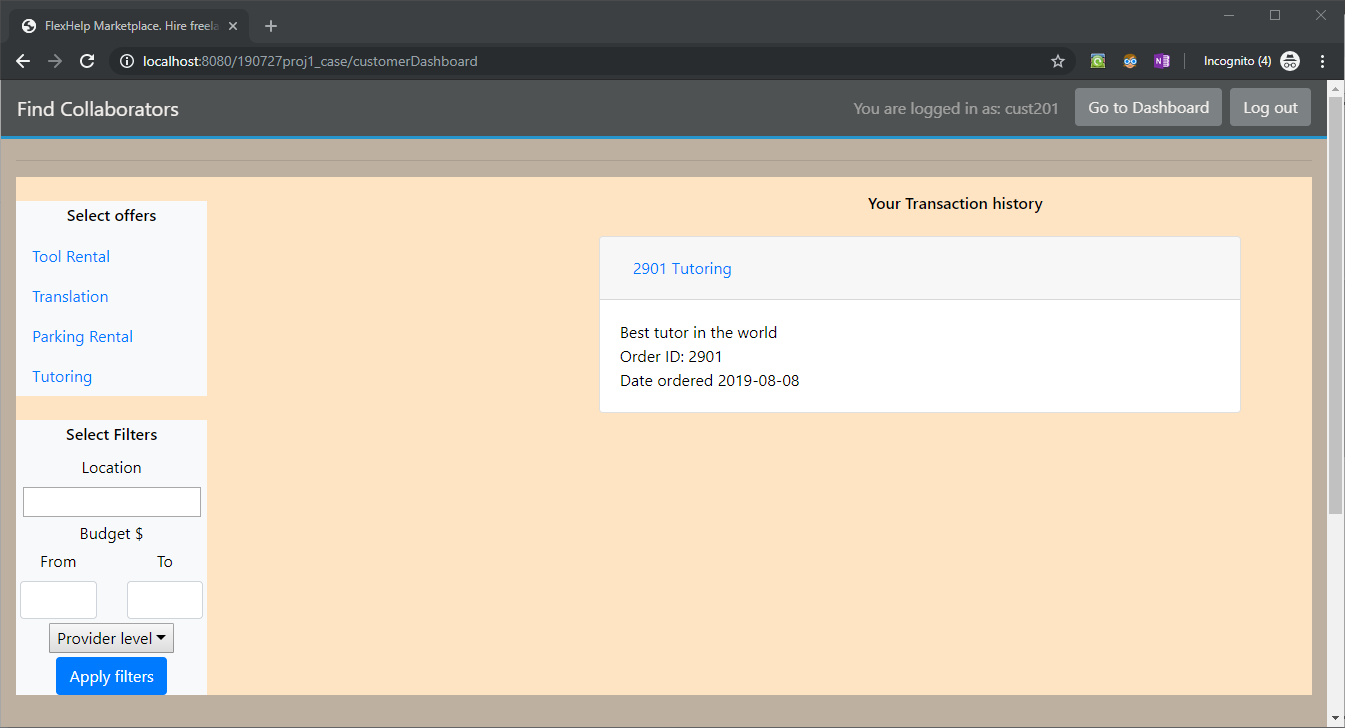 FlexHelp Marketplace. Hire freela
localhost:8080/190727proj1_case/customerDashboard
Incognito (4)
Find Collaborators
You are logged in as: cust201
Go to Dashboard
Log out
Select offers
Tool Rental
Translation
Parking Rental
Tutoring
Select Filters
Location
Budget $
From To
Provider level
Apply filters
Your Transaction history
2901 Tutoring
Best tutor in the world
Order ID: 2901
Date ordered 2019-08-08